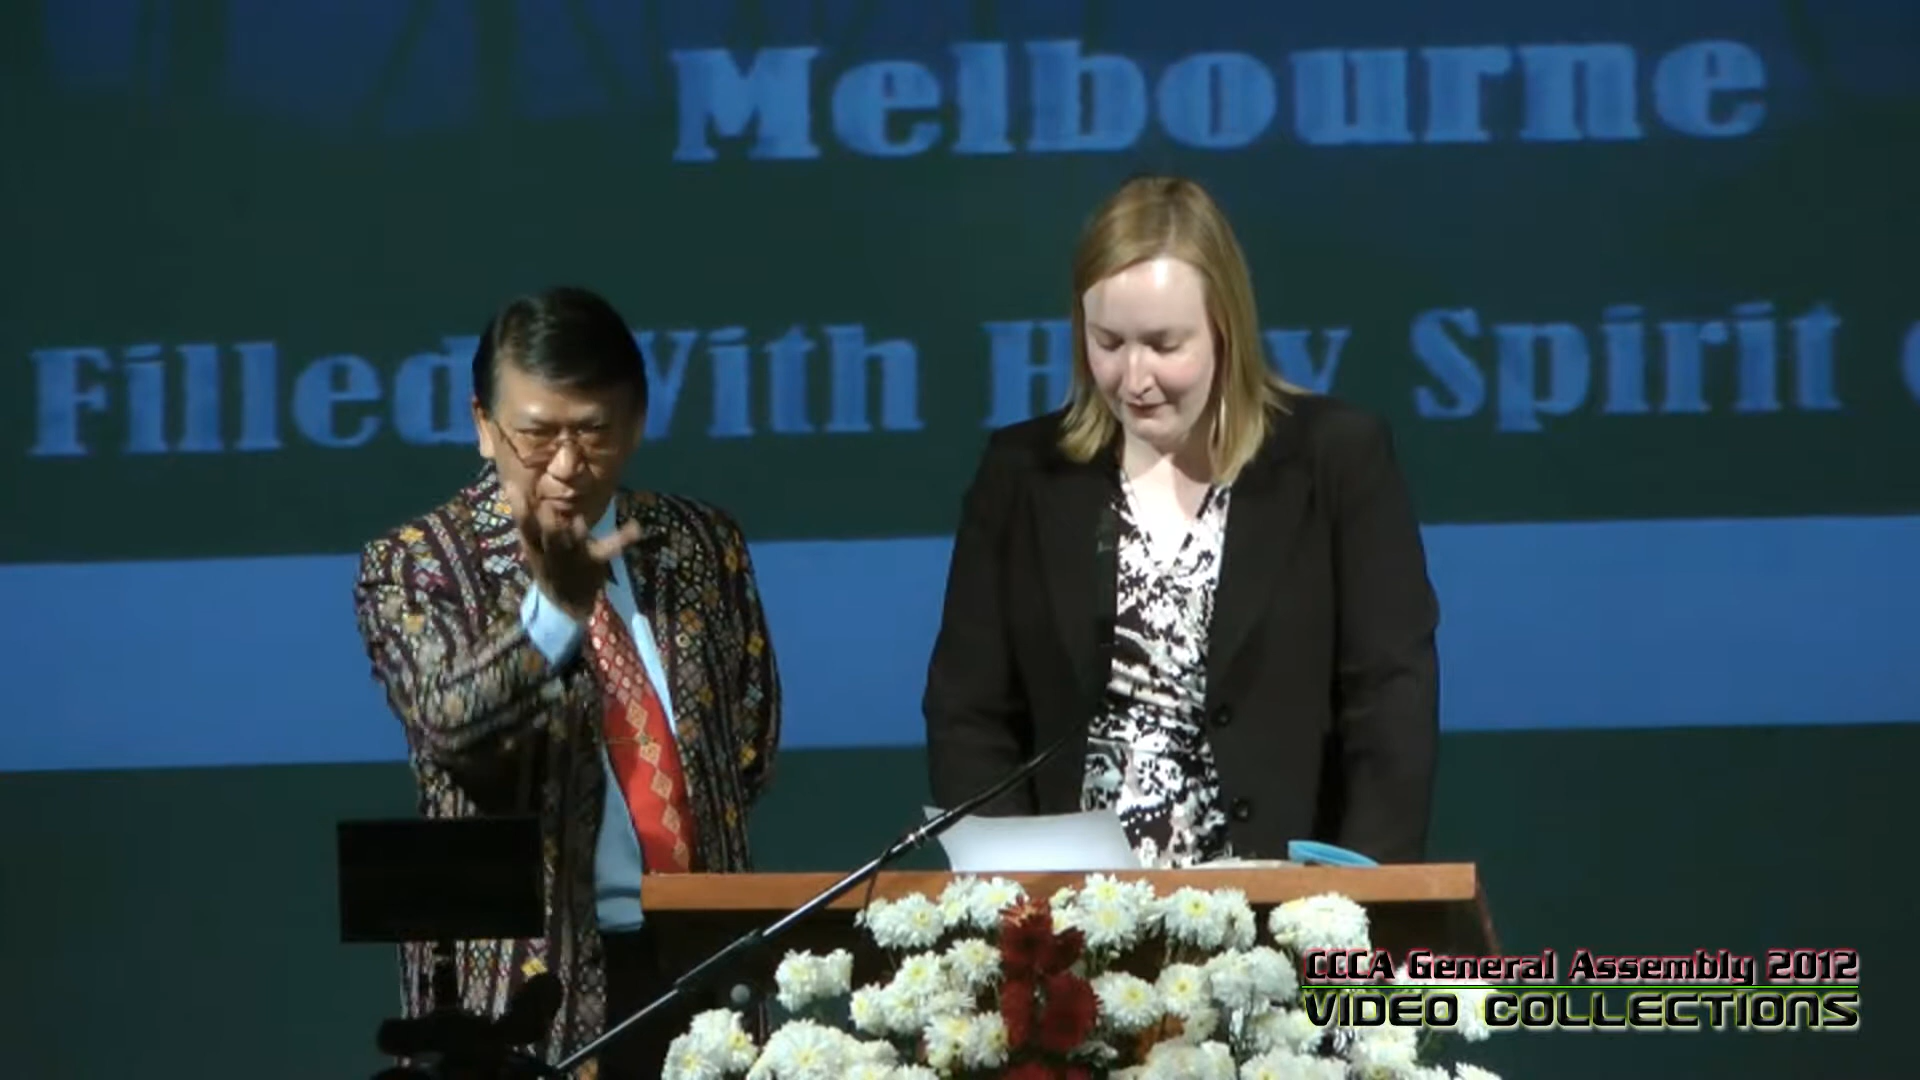 Melbourne
Filled With Spirit
CCCA General Assembly 2012
VIDEO COLLECTIONS